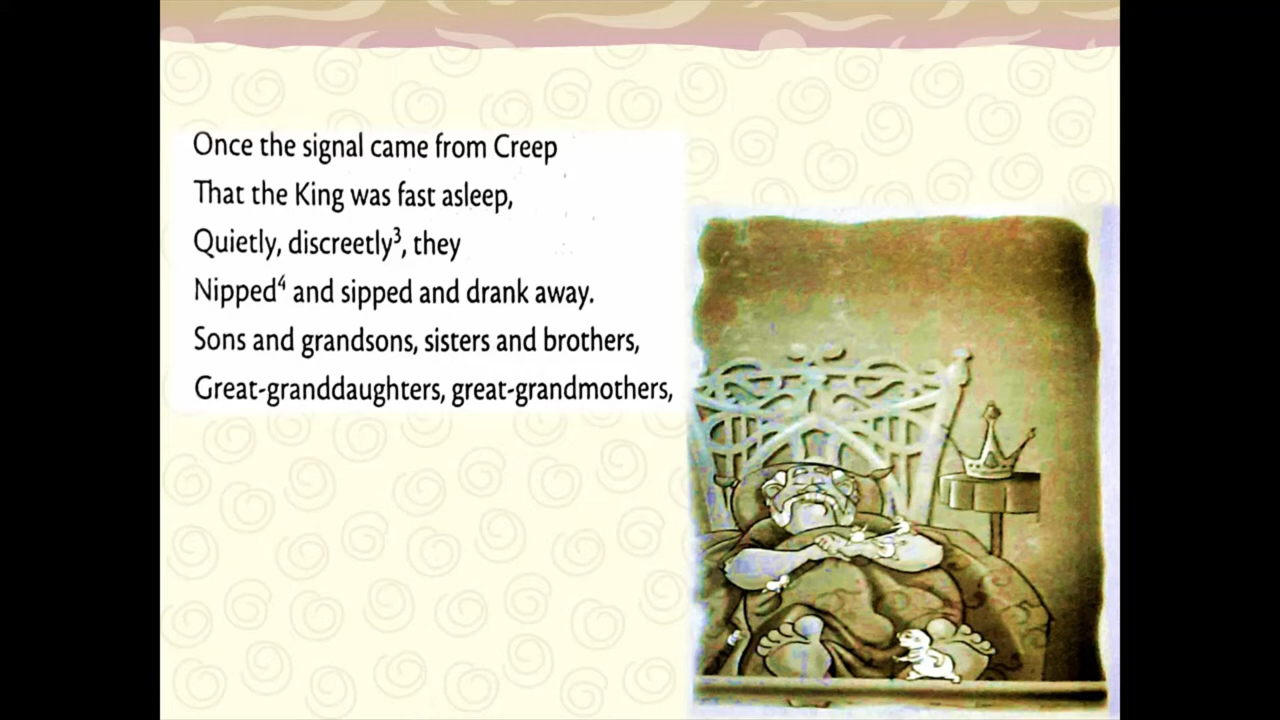 Once the signal came from Creep
That the King was fast asleep,
Quietly, discreetly³, they
Nipped⁴ and sipped and drank away.
Sons and grandsons, sisters and brothers,
Great-granddaughters, great-grandmothers,